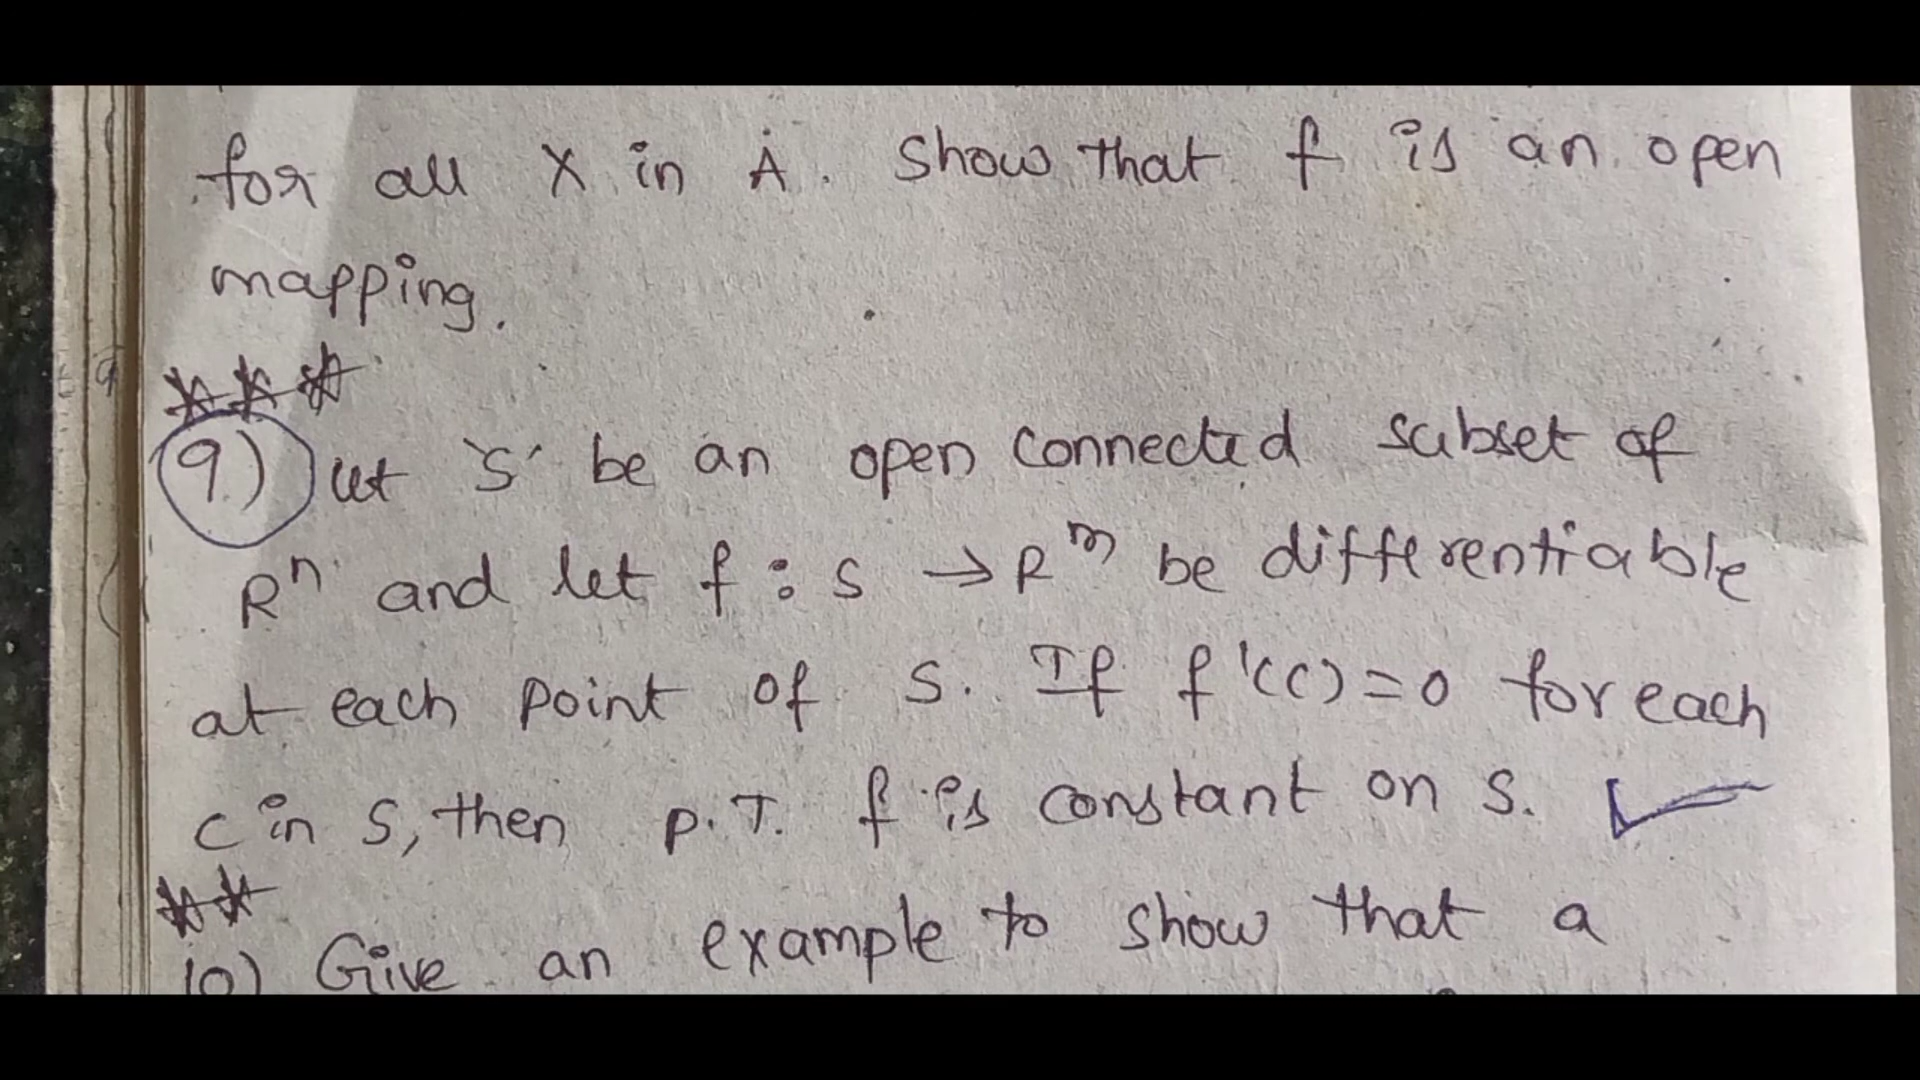 for all X in A. Show that f is an open
mapping.
***
9) Let 'S' be an open connected subset of
Rⁿ and let f : S → Rᵐ be differentiable
at each point of S. If f'(c) = 0 for each
c in S, then P.T. f is constant on S. ✓
**
10) Give an example to show that a